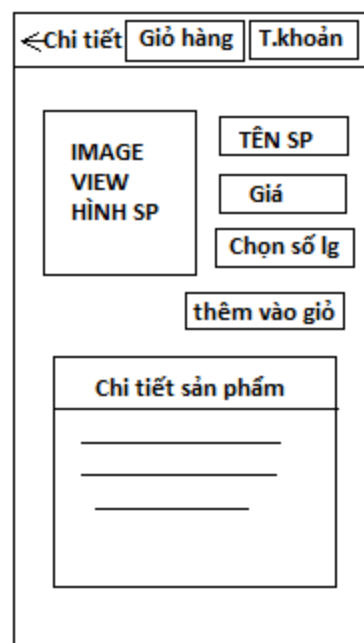 Chi tiết Giỏ hàng T.khoản
IMAGE
VIEW
HÌNH SP
TÊN SP
Giá
Chọn số lg
thêm vào giỏ
Chi tiết sản phẩm